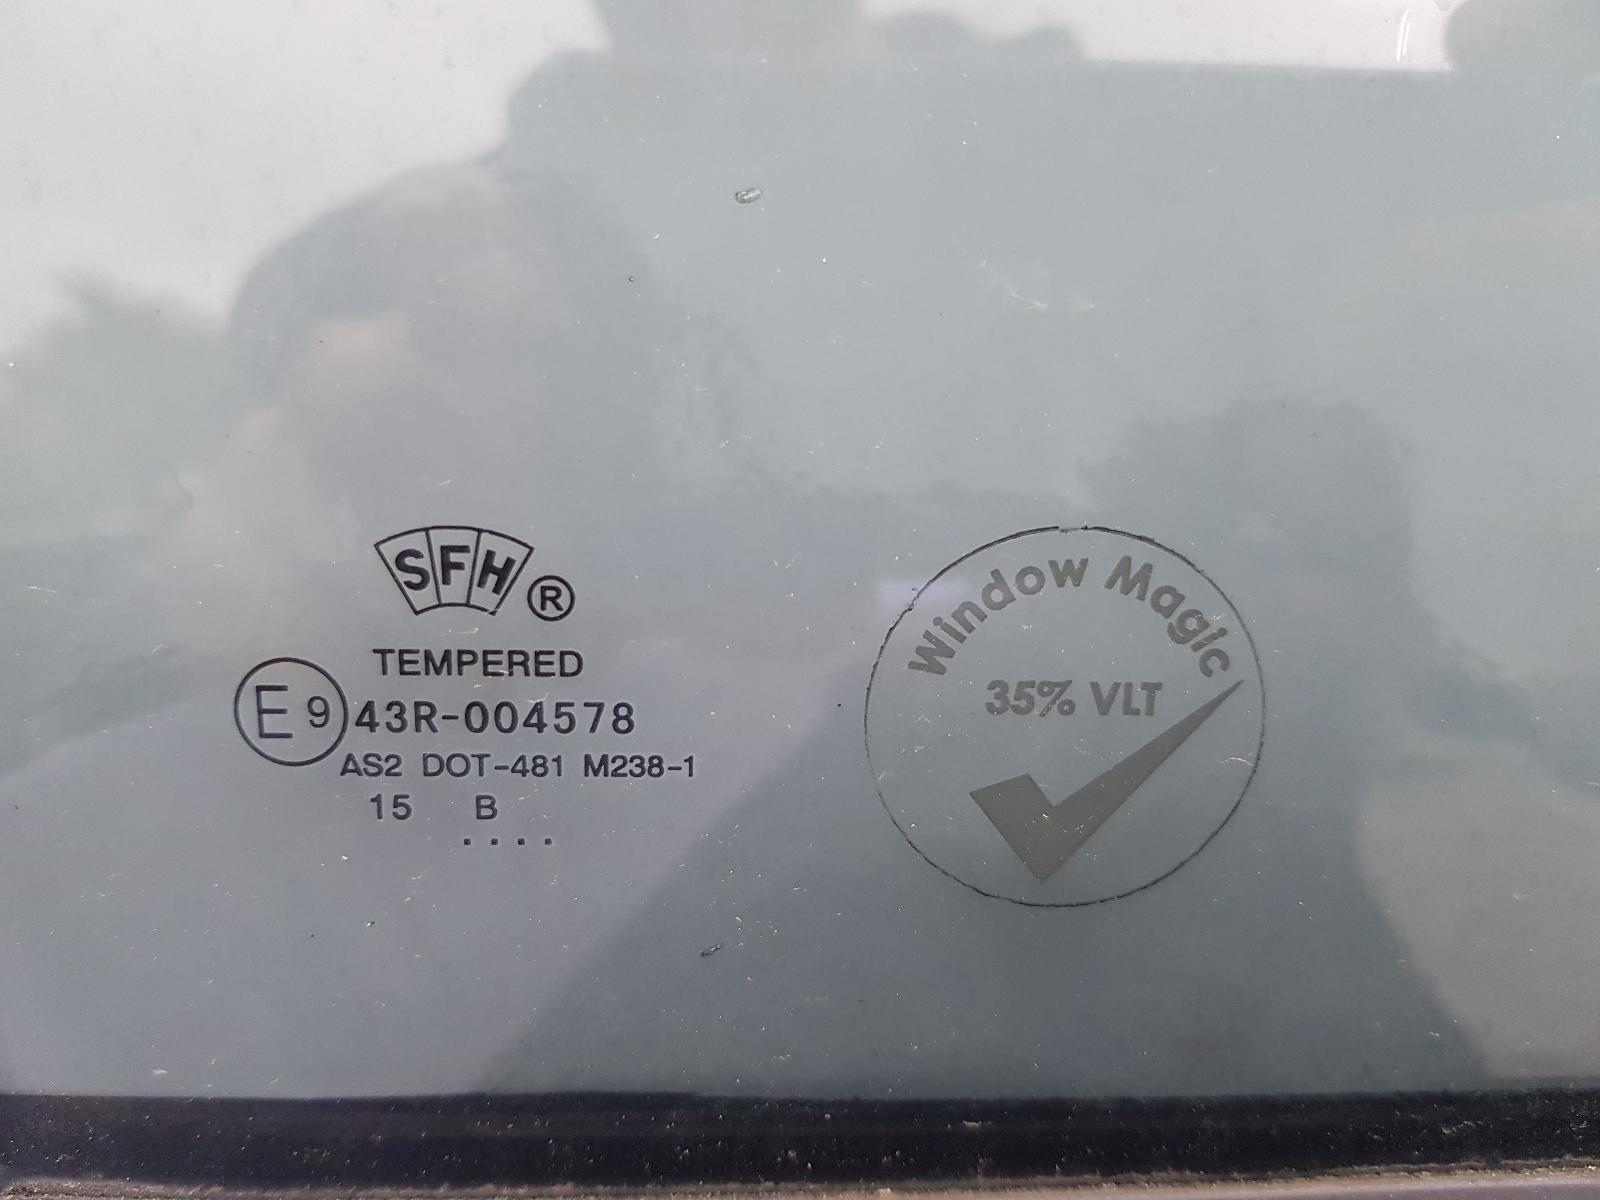 SFH®
TEMPERED
E9 43R-004578
AS2 DOT-481 M238-1
15 B
....
Window Magic
35% VLT